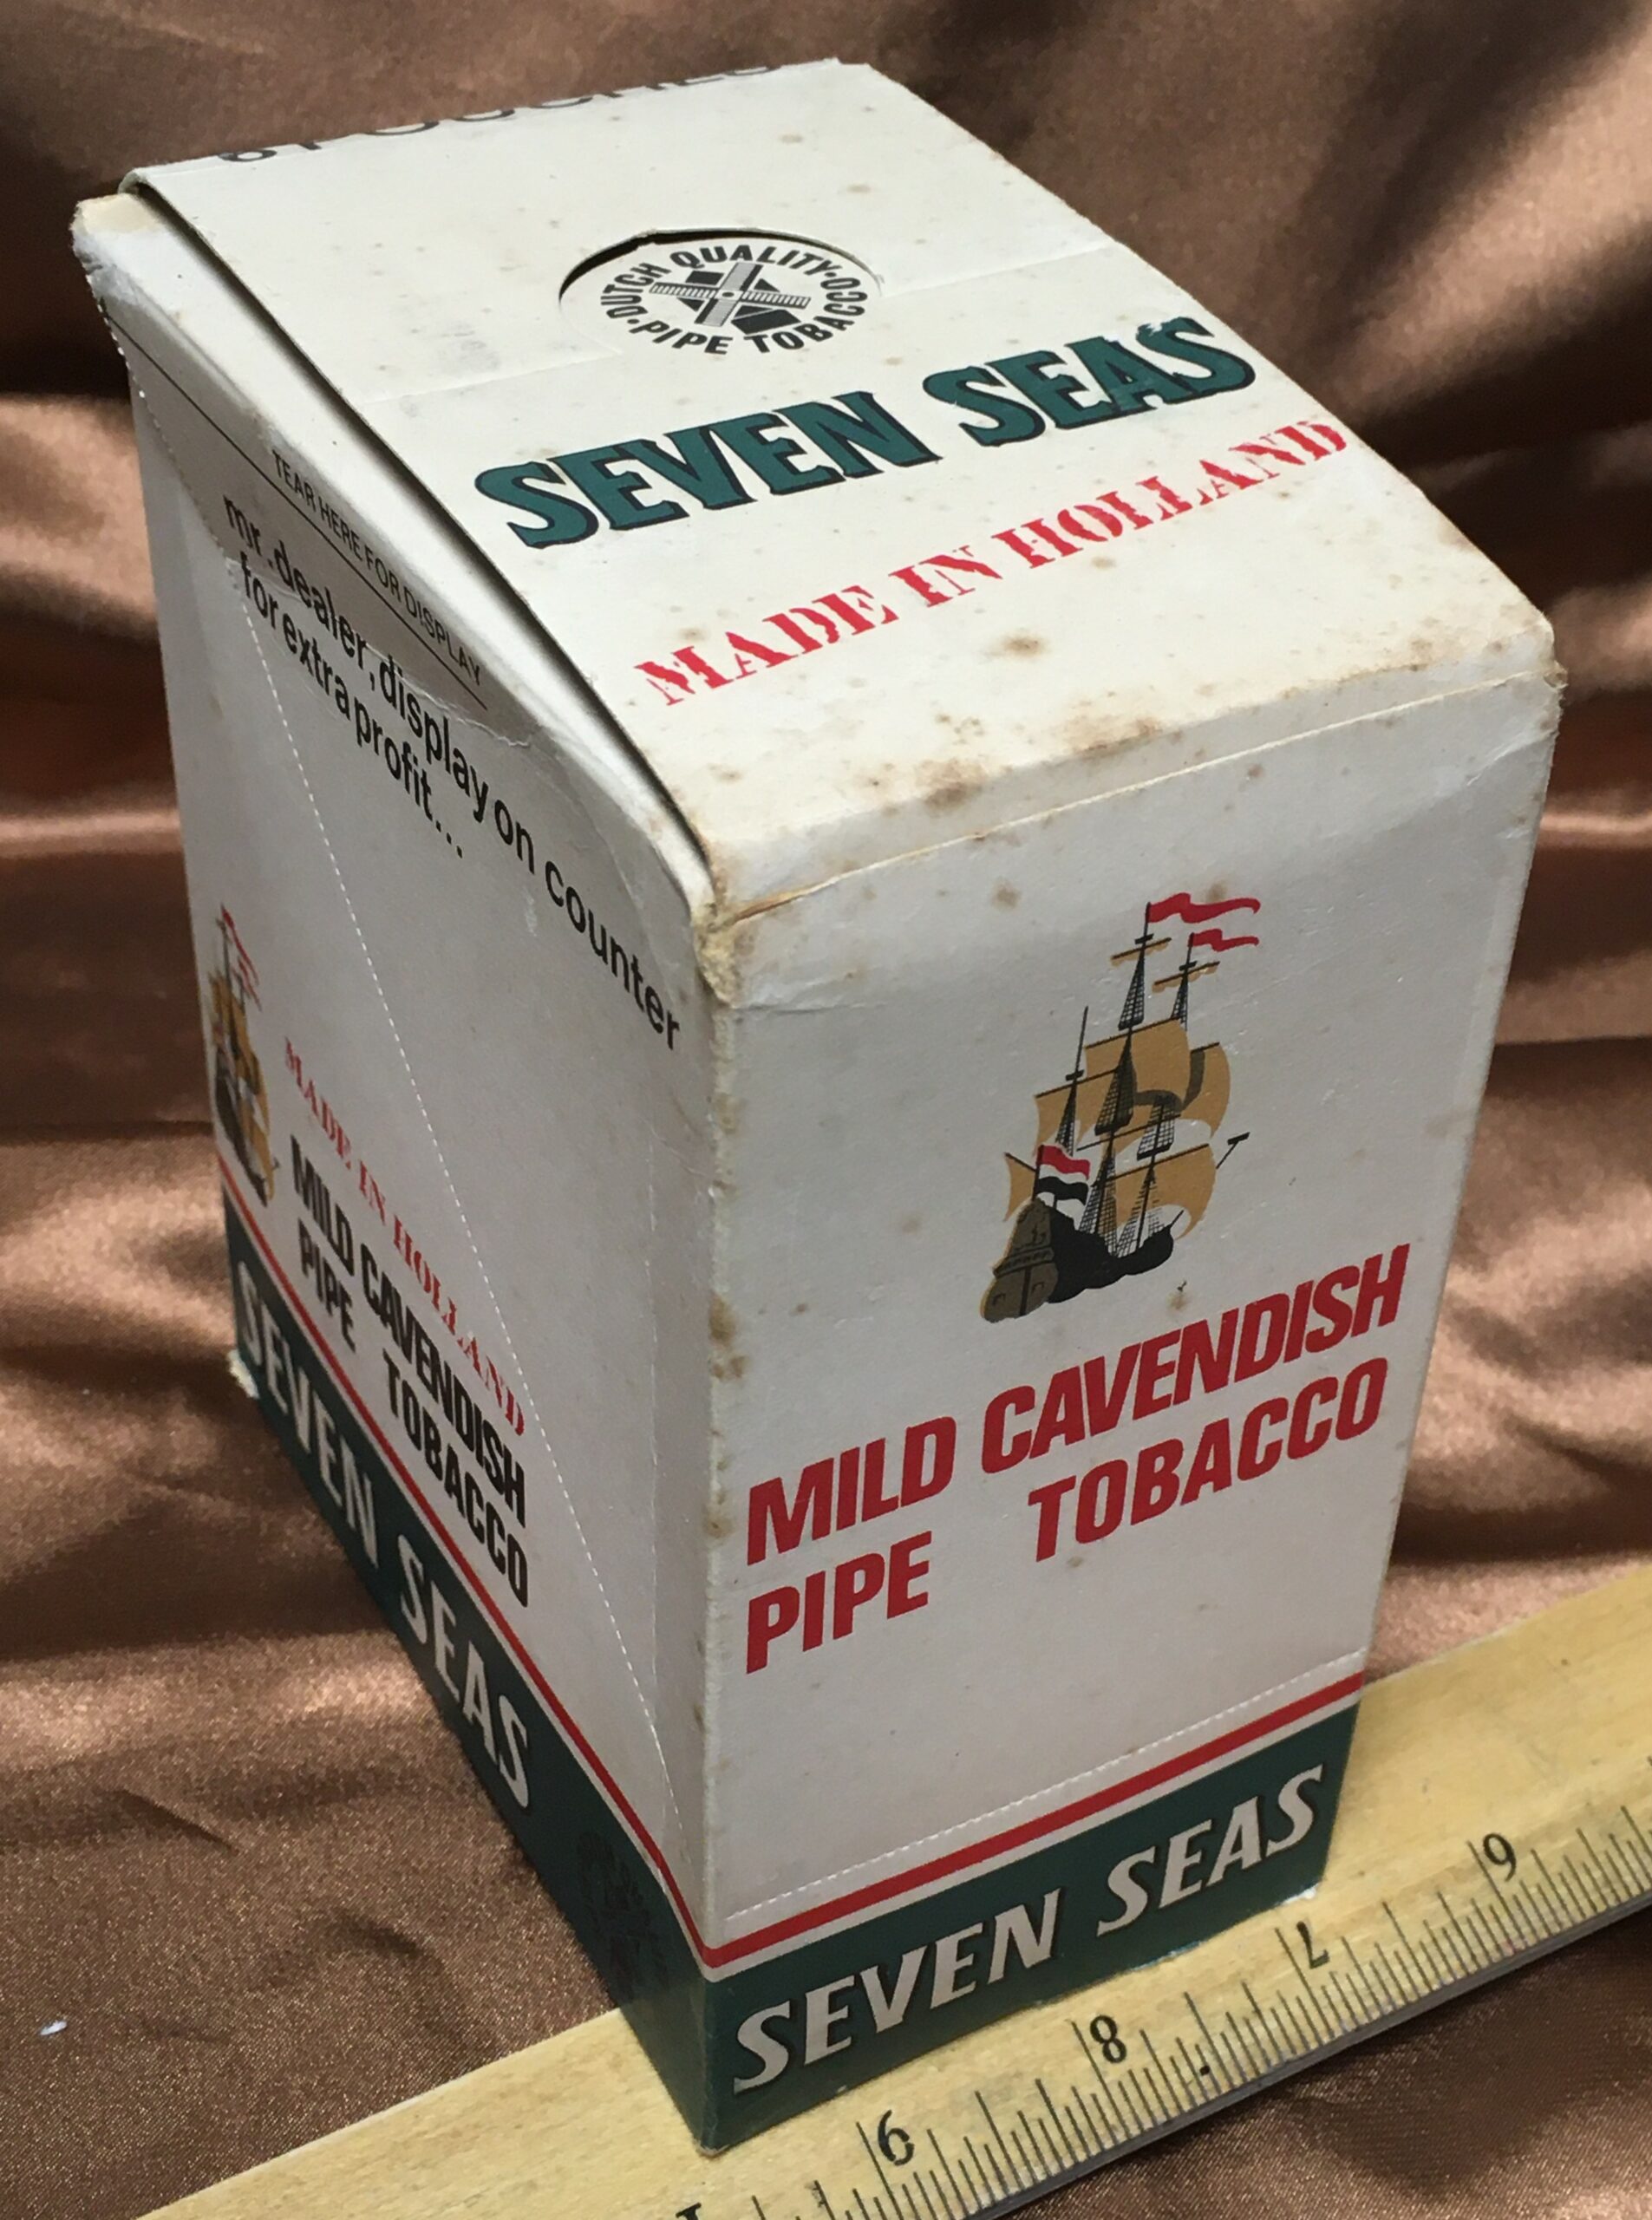 6 POUCHES
DUTCH QUALITY • PIPE TOBACCO •
SEVEN SEAS
MADE IN HOLLAND
TEAR HERE FOR DISPLAY
mr. dealer, display on counter
for extra profit...
MADE IN HOLLAND
MILD CAVENDISH
PIPE TOBACCO
SEVEN SEAS
MILD CAVENDISH
PIPE TOBACCO
SEVEN SEAS
9 8 7 6